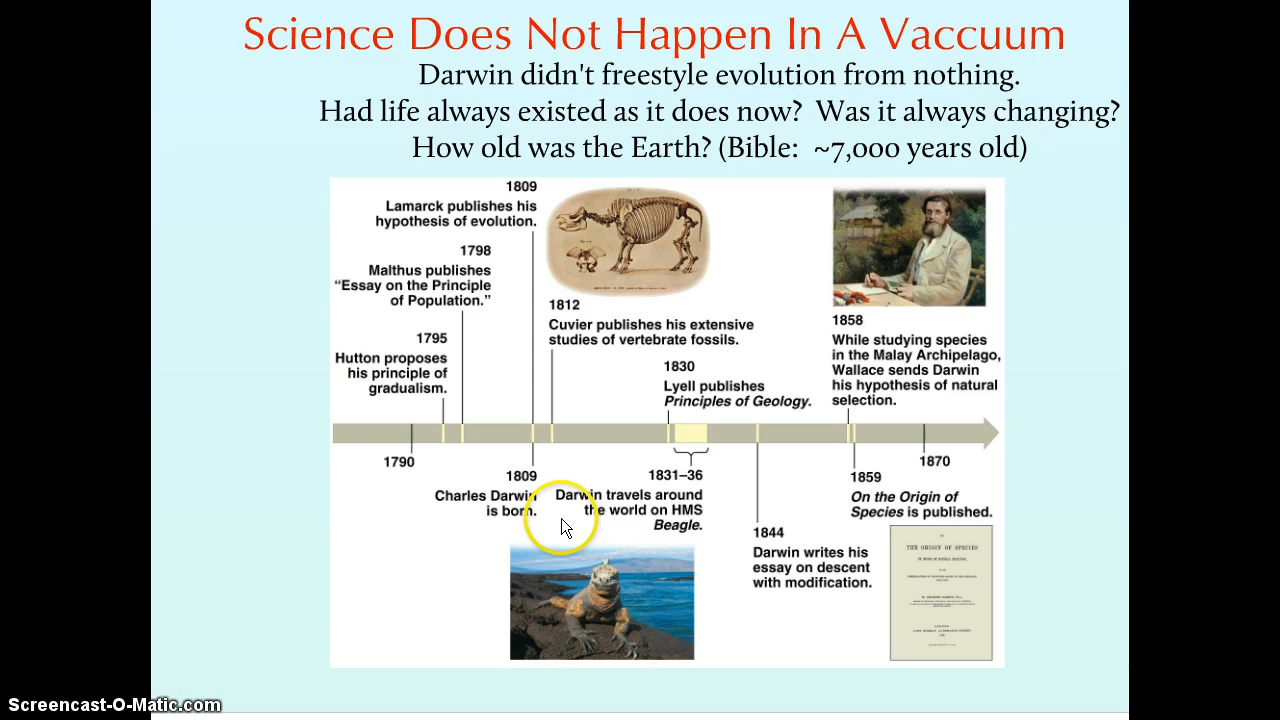 Science Does Not Happen In A Vaccuum
Darwin didn't freestyle evolution from nothing.
Had life always existed as it does now?  Was it always changing?
How old was the Earth? (Bible:  ~7,000 years old)
1809
Lamarck publishes his
hypothesis of evolution.
1798
Malthus publishes
“Essay on the Principle
of Population.”
1795
Hutton proposes
his principle of
gradualism.
1812
Cuvier publishes his extensive
studies of vertebrate fossils.
1830
Lyell publishes
Principles of Geology.
1858
While studying species
in the Malay Archipelago,
Wallace sends Darwin
his hypothesis of natural
selection.
1790
1870
1809
Charles Darwin
is born.
1831–36
Darwin travels around
the world on HMS
Beagle.
1844
Darwin writes his
essay on descent
with modification.
1859
On the Origin of
Species is published.
THE ORIGIN OF SPECIES
Screencast-O-Matic.com